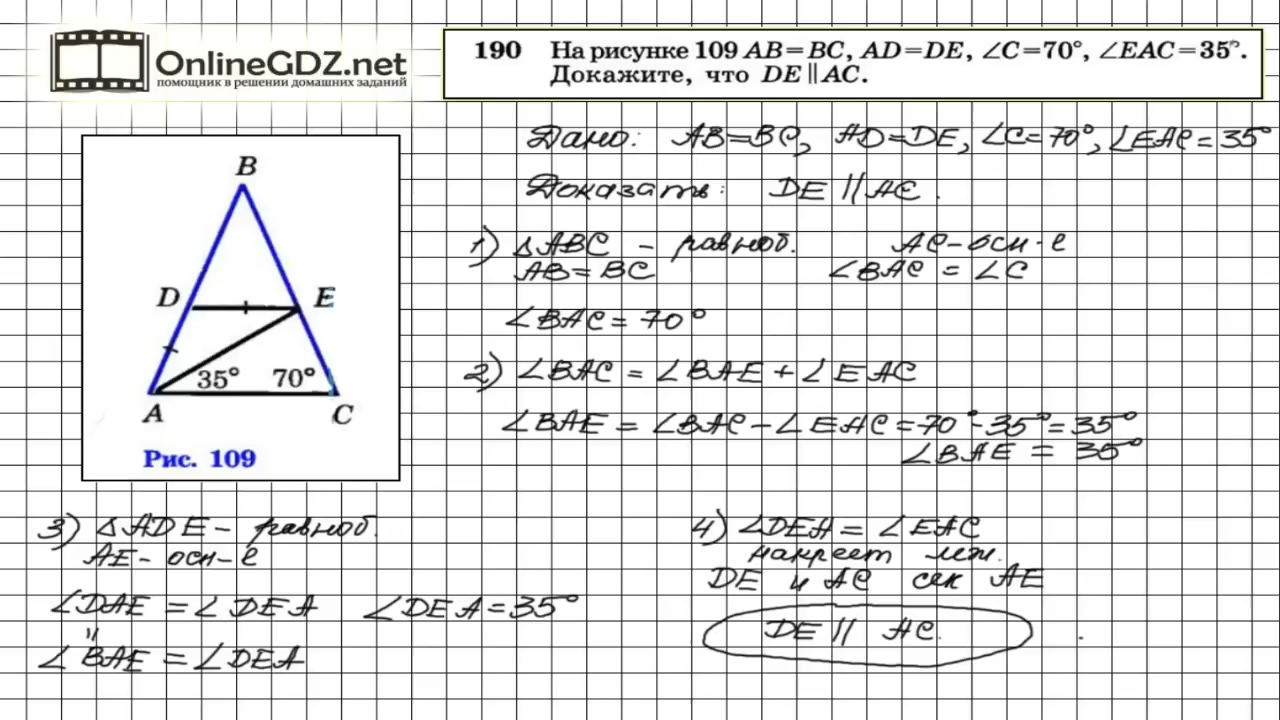 OnlineGDZ.net
помощник в решении домашних заданий
190 На рисунке 109 AB=BC, AD=DE, ∠C=70°, ∠EAC=35°.
Докажите, что DE∥AC.
B
D
E
35°
70°
A
C
Рис. 109
Дано: AB=BC, AD=DE, ∠C=70°, ∠EAC=35°
Доказать: DE ∥ AC.
1) △ABC – равноб. AC–осн-е
AB=BC ∠BAC = ∠C
∠BAC=70°
2) ∠BAC = ∠BAE + ∠EAC
∠BAE = ∠BAC – ∠EAC = 70° – 35° = 35°
∠BAE = 35°
3) △ADE – равноб.
AE– осн-е
∠DAE = ∠DEA ∠DEA=35°
"
∠BAE = ∠DEA
4) ∠DEA = ∠EAC
накрест леж.
DE и AC сек AE
DE ∥ AC.